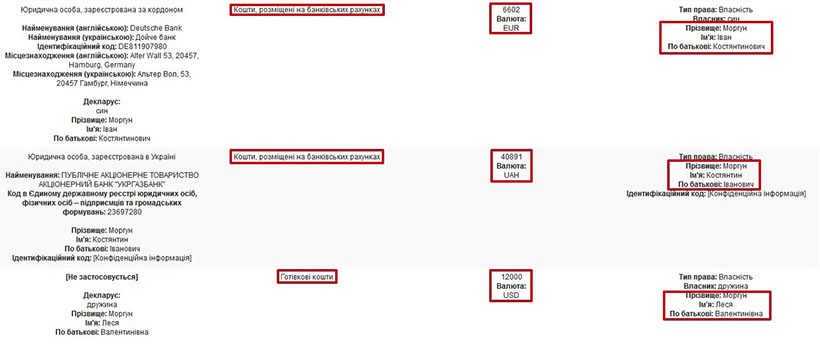 Юридична особа, зареєстрована за кордоном
Найменування (англійською): Deutsche Bank
Найменування (українською): Дойче банк
Ідентифікаційний код: DE811907980
Місцезнаходження (англійською): Alter Wall 53, 20457,
Hamburg, Germany
Місцезнаходження (українською): Альтер Вол, 53,
20457 Гамбург, Німеччина
Декларує:
син
Прізвище: Моргун
Ім'я: Іван
По батькові: Костянтинович
Кошти, розміщені на банківських рахунках
6602
Валюта:
EUR
Тип права: Власність
Власник: син
Прізвище: Моргун
Ім'я: Іван
По батькові: Костянтинович
Юридична особа, зареєстрована в Україні
Найменування: ПУБЛІЧНЕ АКЦІОНЕРНЕ ТОВАРИСТВО
АКЦІОНЕРНИЙ БАНК "УКРГАЗБАНК"
Код в Єдиному державному реєстрі юридичних осіб,
фізичних осіб – підприємців та громадських
формувань: 23697280
Прізвище: Моргун
Ім'я: Костянтин
По батькові: Іванович
Ідентифікаційний код: [Конфіденційна інформація]
Кошти, розміщені на банківських рахунках
40891
Валюта:
UAH
Тип права: Власність
Прізвище: Моргун
Ім'я: Костянтин
По батькові: Іванович
Ідентифікаційний код: [Конфіденційна інформація]
[Не застосовується]
Декларує:
дружина
Прізвище: Моргун
Ім'я: Леся
По батькові: Валентинівна
Готівкові кошти
12000
Валюта:
USD
Тип права: Власність
Власник: дружина
Прізвище: Моргун
Ім'я: Леся
По батькові: Валентинівна